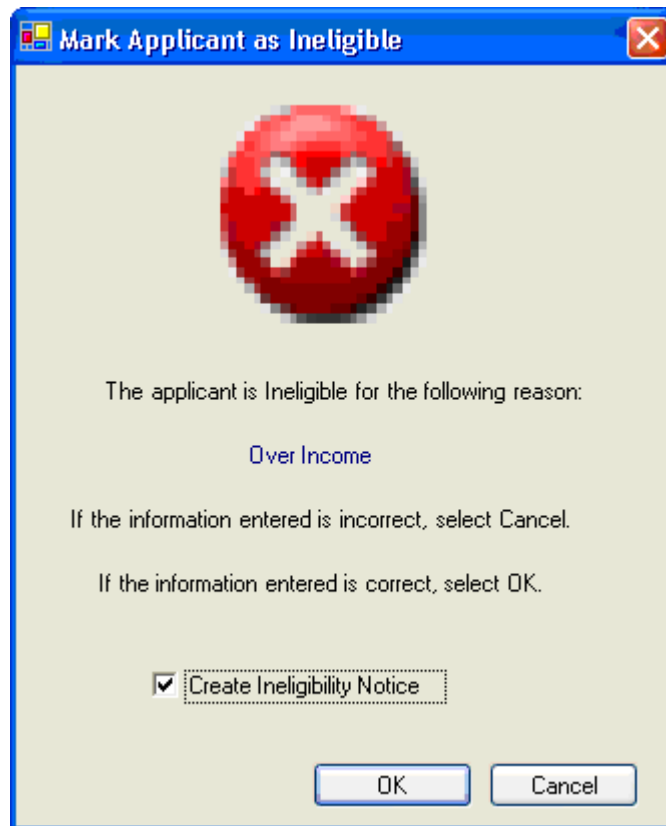 Mark Applicant as Ineligible
The applicant is Ineligible for the following reason:
Over Income
If the information entered is incorrect, select Cancel.
If the information entered is correct, select OK.
Create Ineligibility Notice
OK
Cancel